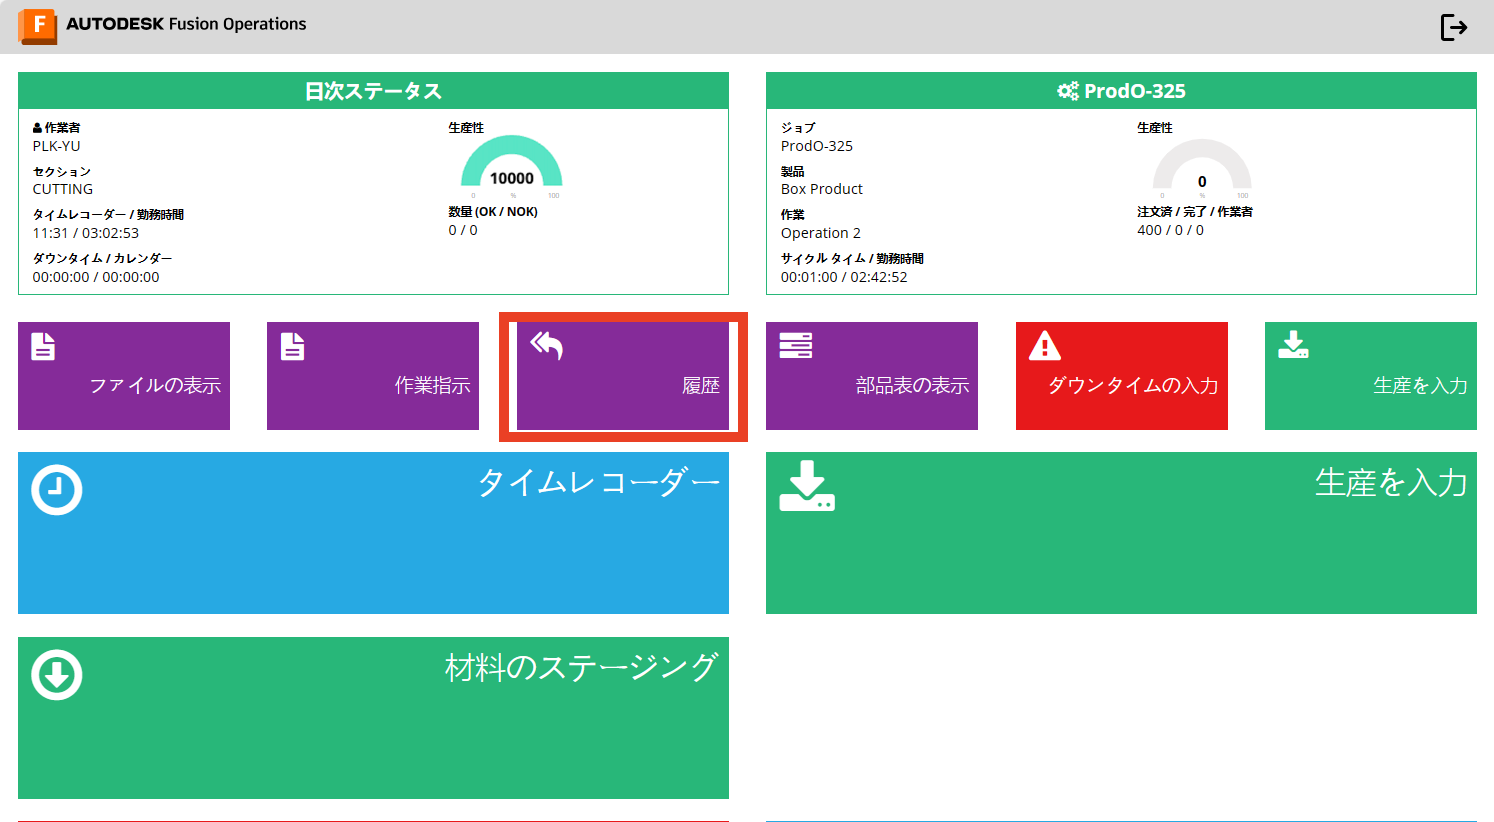 F AUTODESK Fusion Operations
日次ステータス
作業者
PLK-YU
セクション
CUTTING
タイムレコーダー / 勤務時間
11:31 / 03:02:53
ダウンタイム / カレンダー
00:00:00 / 00:00:00
生産性
10000
0 % 100
数量 (OK / NOK)
0 / 0
ProdO-325
ジョブ
ProdO-325
製品
Box Product
作業
Operation 2
サイクル タイム / 勤務時間
00:01:00 / 02:42:52
生産性
0
0 % 100
注文済 / 完了 / 作業者
400 / 0 / 0
ファイルの表示
作業指示
履歴
部品表の表示
ダウンタイムの入力
生産を入力
タイムレコーダー
生産を入力
材料のステージング